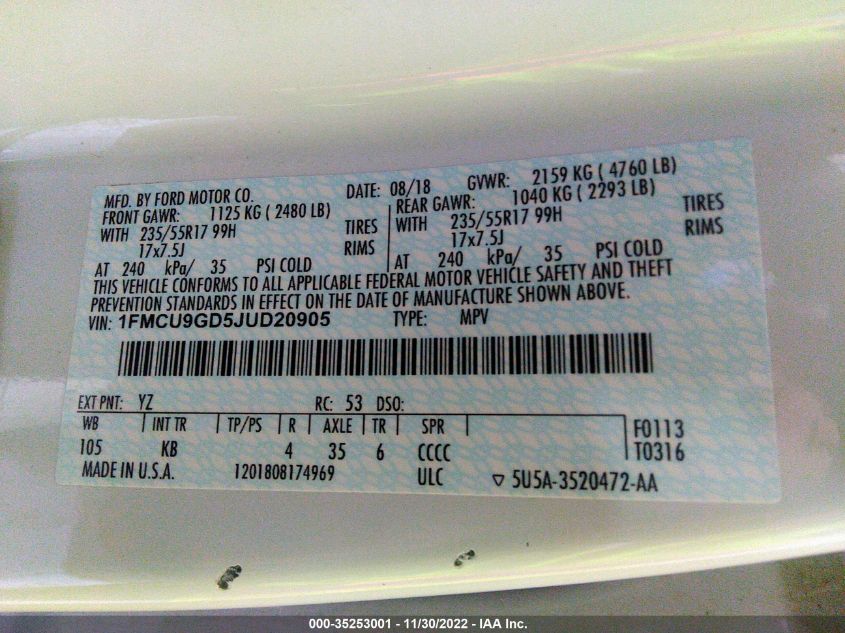 MFD. BY FORD MOTOR CO. DATE: 08/18 GVWR: 2159 KG ( 4760 LB)
FRONT GAWR: 1125 KG ( 2480 LB) REAR GAWR: 1040 KG ( 2293 LB)
WITH 235/55R17 99H TIRES WITH 235/55R17 99H TIRES
17x7.5J RIMS 17x7.5J RIMS
AT 240 kPa/ 35 PSI COLD AT 240 kPa/ 35 PSI COLD
THIS VEHICLE CONFORMS TO ALL APPLICABLE FEDERAL MOTOR VEHICLE SAFETY AND THEFT
PREVENTION STANDARDS IN EFFECT ON THE DATE OF MANUFACTURE SHOWN ABOVE.
VIN: 1FMCU9GD5JUD20905 TYPE: MPV
EXT PNT: YZ RC: 53 DSO:
WB INT TR TP/PS R AXLE TR SPR F0113
105 KB 4 35 6 CCCC T0316
MADE IN U.S.A. 1201808174969 ULC ▽ 5U5A-3520472-AA
000-35253001 - 11/30/2022 - IAA Inc.